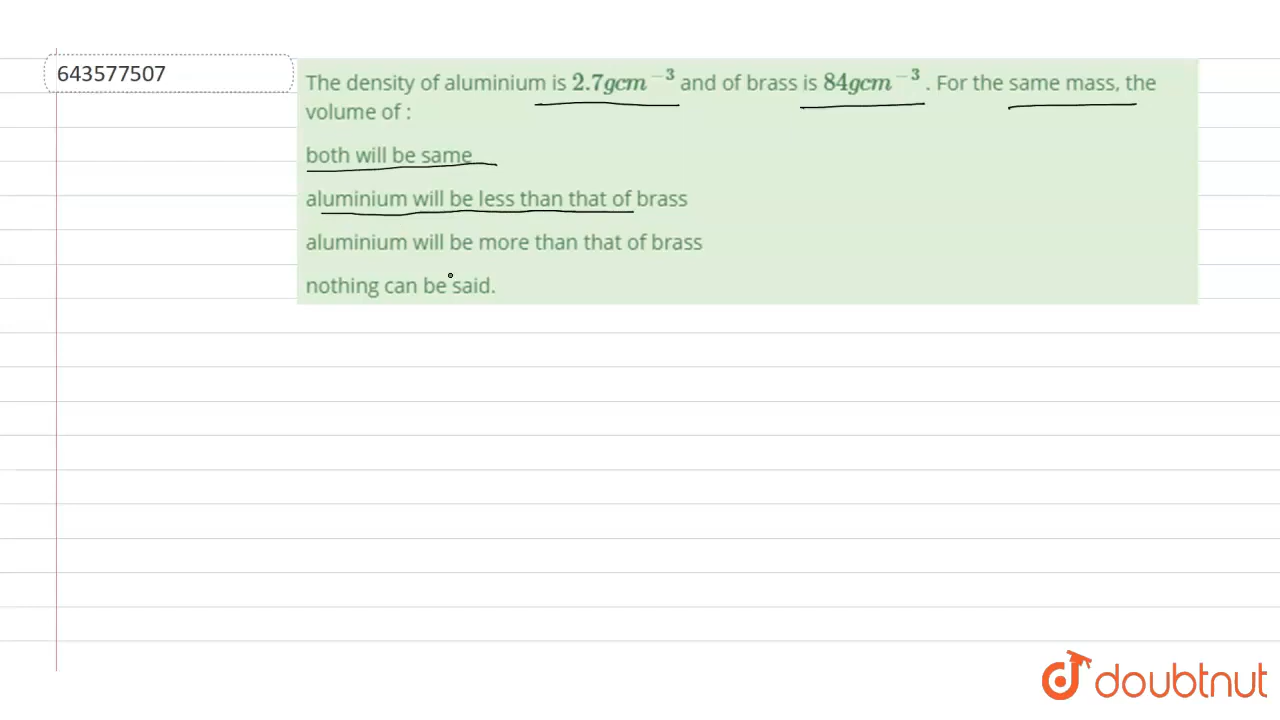 643577507
The density of aluminium is 2.7gcm⁻³ and of brass is 84gcm⁻³. For the same mass, the
volume of :
both will be same
aluminium will be less than that of brass
aluminium will be more than that of brass
nothing can be said.
doubtnut